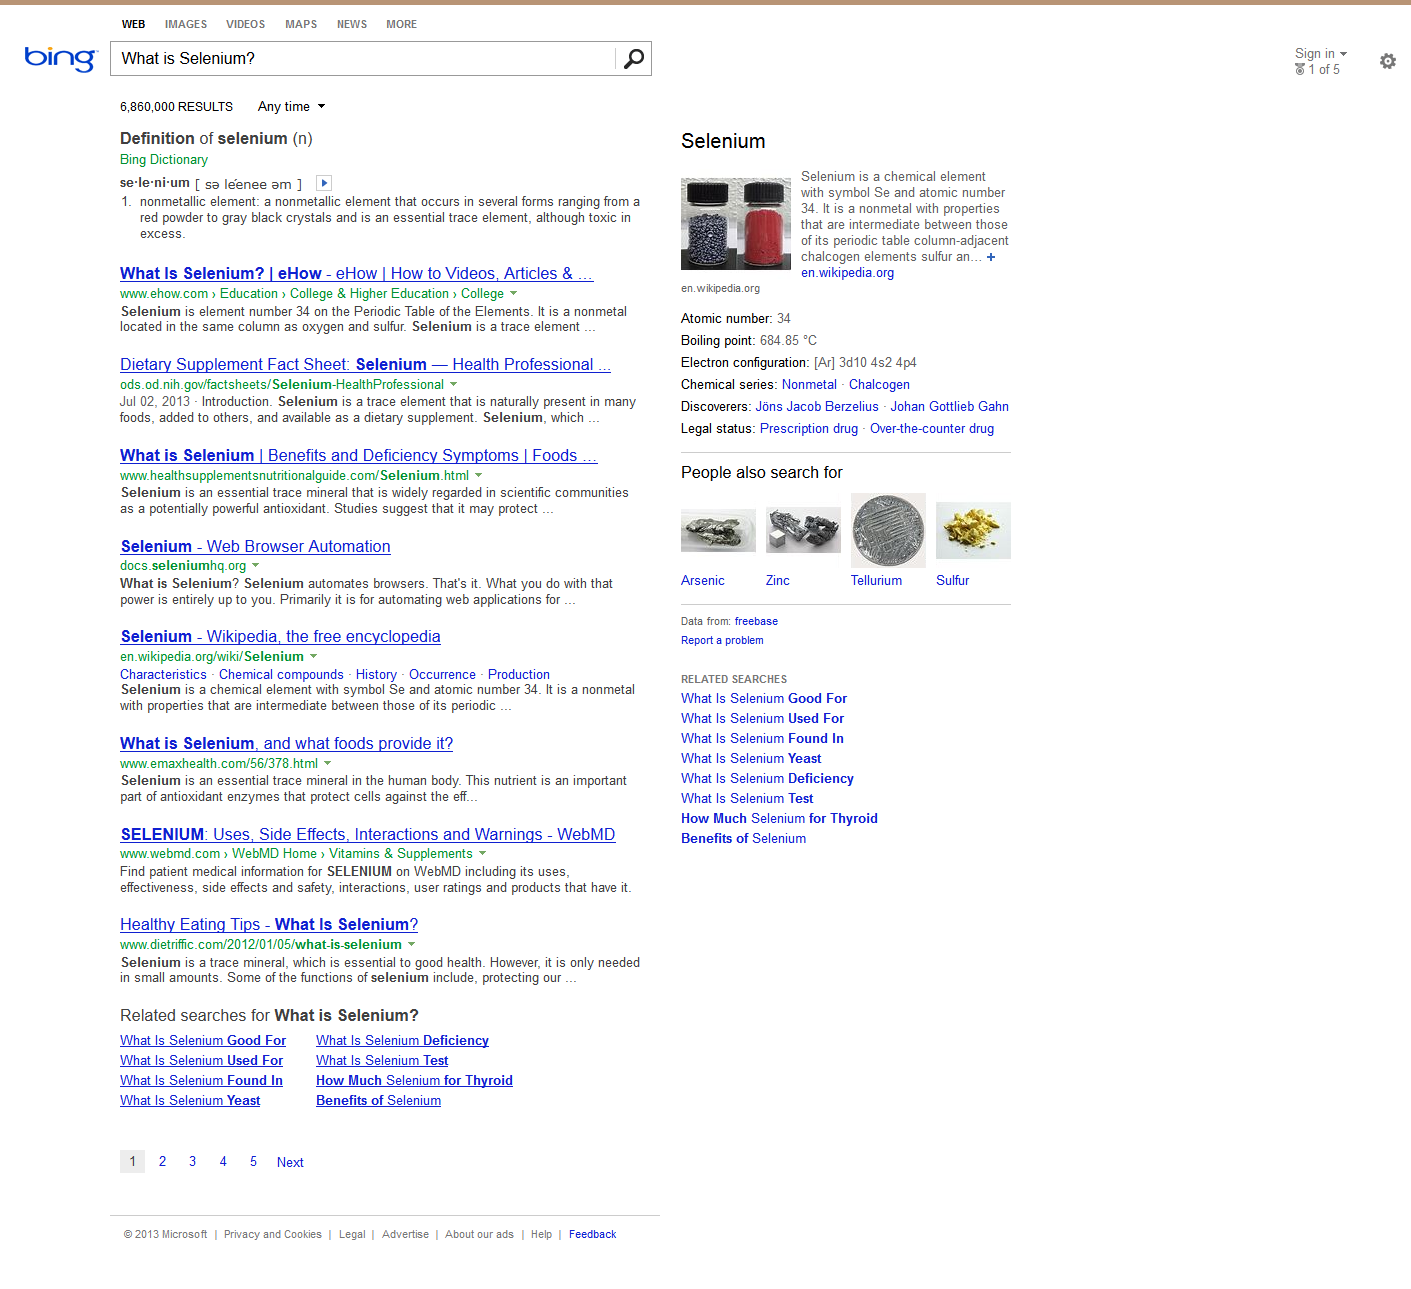 WEB IMAGES VIDEOS MAPS NEWS MORE
bing
What is Selenium?
Sign in
1 of 5
6,860,000 RESULTS Any time
Definition of selenium (n)
Bing Dictionary
se·le·ni·um [ sə lee̒nee əm ]
1. nonmetallic element: a nonmetallic element that occurs in several forms ranging from a
red powder to gray black crystals and is an essential trace element, although toxic in
excess.
What Is Selenium? | eHow - eHow | How to Videos, Articles & ...
www.ehow.com › Education › College & Higher Education › College
Selenium is element number 34 on the Periodic Table of the Elements. It is a nonmetal
located in the same column as oxygen and sulfur. Selenium is a trace element ...
Dietary Supplement Fact Sheet: Selenium — Health Professional ...
ods.od.nih.gov/factsheets/Selenium-HealthProfessional
Jul 02, 2013 · Introduction. Selenium is a trace element that is naturally present in many
foods, added to others, and available as a dietary supplement. Selenium, which ...
What is Selenium | Benefits and Deficiency Symptoms | Foods ...
www.healthsupplementsnutritionalguide.com/Selenium.html
Selenium is an essential trace mineral that is widely regarded in scientific communities
as a potentially powerful antioxidant. Studies suggest that it may protect ...
Selenium - Web Browser Automation
docs.seleniumhq.org
What is Selenium? Selenium automates browsers. That's it. What you do with that
power is entirely up to you. Primarily it is for automating web applications for ...
Selenium - Wikipedia, the free encyclopedia
en.wikipedia.org/wiki/Selenium
Characteristics · Chemical compounds · History · Occurrence · Production
Selenium is a chemical element with symbol Se and atomic number 34. It is a nonmetal
with properties that are intermediate between those of its periodic ...
What is Selenium, and what foods provide it?
www.emaxhealth.com/56/378.html
Selenium is an essential trace mineral in the human body. This nutrient is an important
part of antioxidant enzymes that protect cells against the eff...
SELENIUM: Uses, Side Effects, Interactions and Warnings - WebMD
www.webmd.com › WebMD Home › Vitamins & Supplements
Find patient medical information for SELENIUM on WebMD including its uses,
effectiveness, side effects and safety, interactions, user ratings and products that have it.
Healthy Eating Tips - What Is Selenium?
www.dietriffic.com/2012/01/05/what-is-selenium
Selenium is a trace mineral, which is essential to good health. However, it is only needed
in small amounts. Some of the functions of selenium include, protecting our ...
Related searches for What is Selenium?
What Is Selenium Good For What Is Selenium Deficiency
What Is Selenium Used For What Is Selenium Test
What Is Selenium Found In How Much Selenium for Thyroid
What Is Selenium Yeast Benefits of Selenium
1 2 3 4 5 Next
Selenium
Selenium is a chemical element
with symbol Se and atomic number
34. It is a nonmetal with properties
that are intermediate between those
of its periodic table column-adjacent
chalcogen elements sulfur an... +
en.wikipedia.org
en.wikipedia.org
Atomic number: 34
Boiling point: 684.85 °C
Electron configuration: [Ar] 3d10 4s2 4p4
Chemical series: Nonmetal · Chalcogen
Discoverers: Jöns Jacob Berzelius · Johan Gottlieb Gahn
Legal status: Prescription drug · Over-the-counter drug
People also search for
Arsenic Zinc Tellurium Sulfur
Data from: freebase
Report a problem
RELATED SEARCHES
What Is Selenium Good For
What Is Selenium Used For
What Is Selenium Found In
What Is Selenium Yeast
What Is Selenium Deficiency
What Is Selenium Test
How Much Selenium for Thyroid
Benefits of Selenium
© 2013 Microsoft | Privacy and Cookies | Legal | Advertise | About our ads | Help | Feedback